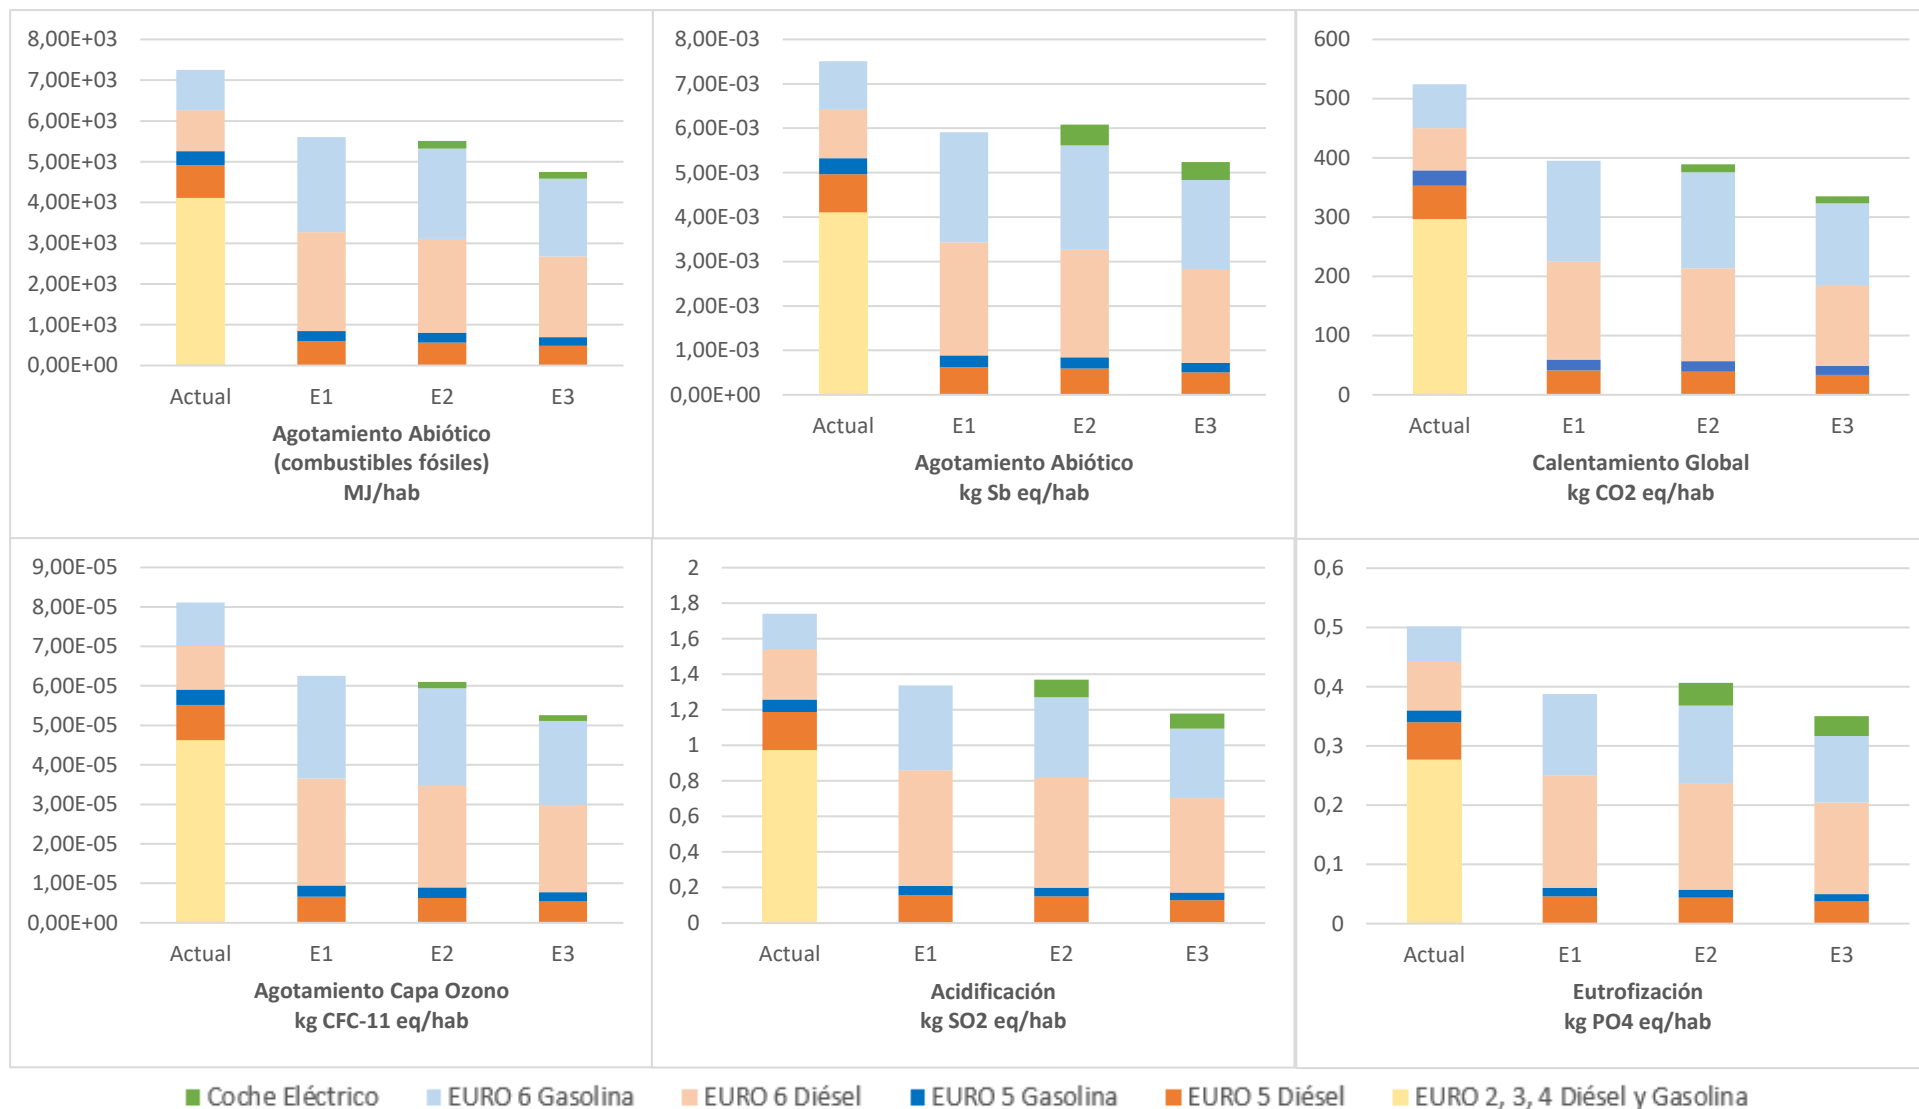 8,00E+03
7,00E+03
6,00E+03
5,00E+03
4,00E+03
3,00E+03
2,00E+03
1,00E+03
0,00E+00
Actual E1 E2 E3
Agotamiento Abiótico
(combustibles fósiles)
MJ/hab
8,00E-03
7,00E-03
6,00E-03
5,00E-03
4,00E-03
3,00E-03
2,00E-03
1,00E-03
0,00E+00
Actual E1 E2 E3
Agotamiento Abiótico
kg Sb eq/hab
600
500
400
300
200
100
0
Actual E1 E2 E3
Calentamiento Global
kg CO2 eq/hab
9,00E-05
8,00E-05
7,00E-05
6,00E-05
5,00E-05
4,00E-05
3,00E-05
2,00E-05
1,00E-05
0,00E+00
Actual E1 E2 E3
Agotamiento Capa Ozono
kg CFC-11 eq/hab
2
1,8
1,6
1,4
1,2
1
0,8
0,6
0,4
0,2
0
Actual E1 E2 E3
Acidificación
kg SO2 eq/hab
0,6
0,5
0,4
0,3
0,2
0,1
0
Actual E1 E2 E3
Eutrofización
kg PO4 eq/hab
Coche Eléctrico EURO 6 Gasolina EURO 6 Diésel EURO 5 Gasolina EURO 5 Diésel EURO 2, 3, 4 Diésel y Gasolina